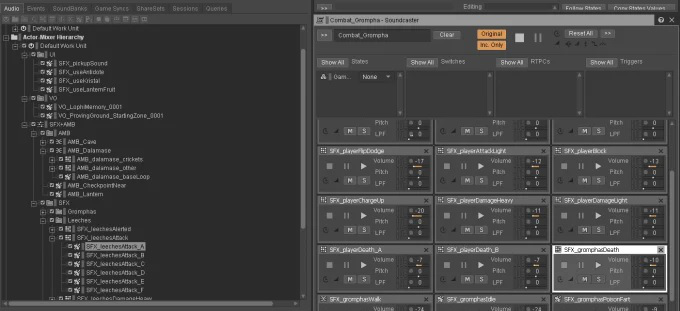 Audio Events SoundBanks Game Syncs ShareSets Sessions Queries
Default Work Unit
Actor-Mixer Hierarchy
Default Work Unit
UI
SFX_pickupSound
SFX_useAntidote
SFX_useKristal
SFX_useLanternFruit
VO
VO_LophiMemory_0001
VO_ProvingGround_StartingZone_0001
SFX+AMB
AMB
AMB_Cave
AMB_Dalamase
AMB_dalamase_crickets
AMB_dalamase_other
AMB_dalamase_baseLoop
AMB_CheckpointNear
AMB_Lantern
SFX
Gromphas
Leeches
SFX_leechesAlerted
SFX_leechesAttack
SFX_leechesAttack_A
SFX_leechesAttack_B
SFX_leechesAttack_C
SFX_leechesAttack_D
SFX_leechesAttack_E
SFX_leechesAttack_F
SFX_leechesDamageHeavy
>> Editing: Follow States Copy States Values
Combat_Grompha - Soundcaster
>> Combat_Grompha Clear Original Inc. Only Reset All >>
Show All States Show All Switches Show All RTPCs Show All Triggers
Gam... None
Pitch 0 Pitch 0 Pitch 0
M S LPF 0 M S LPF 0 M S LPF 0
SFX_playerFlipDodge SFX_playerAttackLight SFX_playerBlock
Volume -17 Volume -12 Volume -13
Pitch 0 Pitch 0 Pitch 0
M S LPF 0 M S LPF 0 M S LPF 0
SFX_playerChargeUp SFX_playerDamageHeavy SFX_playerDamageLight
Volume -20 Volume -11 Volume -11
Pitch 0 Pitch 0 Pitch 0
M S LPF 0 M S LPF 0 M S LPF 0
SFX_playerDeath_A SFX_playerDeath_B SFX_gromphasDeath
Volume -7 Volume -7 Volume -10
Pitch 0 Pitch 0 Pitch 0
M S LPF 0 M S LPF 0 M S LPF 0
SFX_gromphasWalk SFX_gromphasIdle SFX_gromphasPoisonFart
Volume -24 Volume -14 Volume